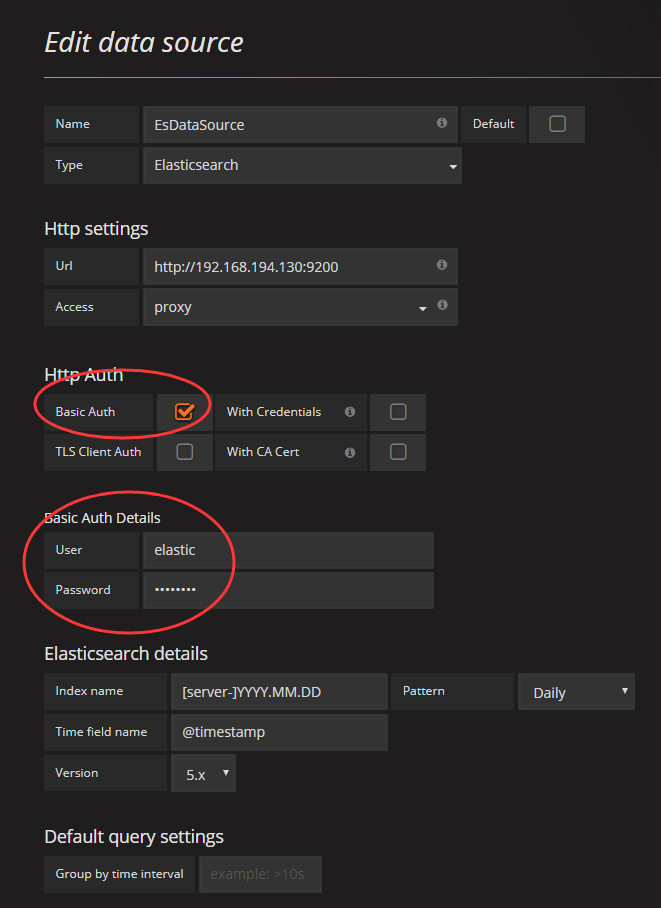 Edit data source
Name EsDataSource Default
Type Elasticsearch
Http settings
Url http://192.168.194.130:9200
Access proxy
Http Auth
Basic Auth With Credentials
TLS Client Auth With CA Cert
Basic Auth Details
User elastic
Password ••••••••
Elasticsearch details
Index name [server-]YYYY.MM.DD Pattern Daily
Time field name @timestamp
Version 5.x
Default query settings
Group by time interval example: >10s